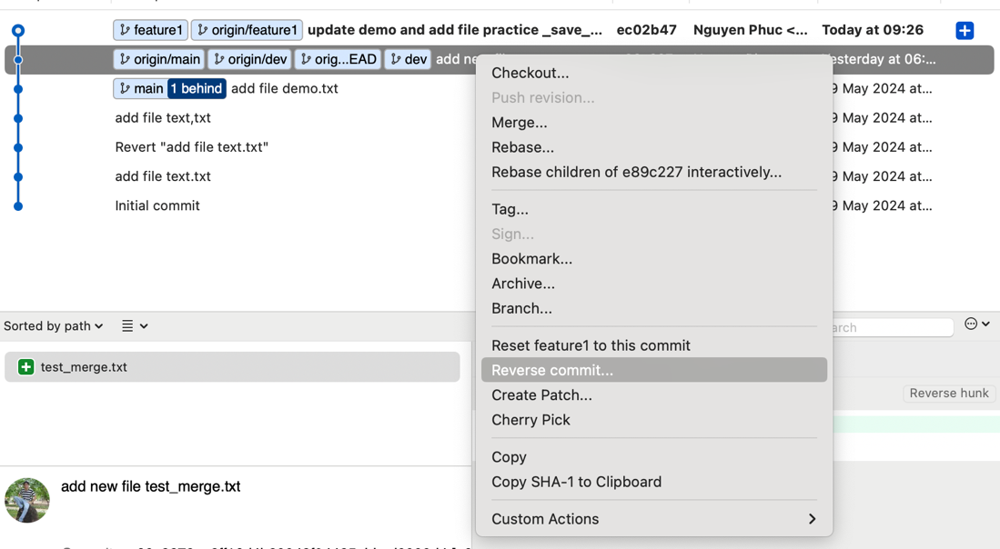 feature1 origin/feature1 update demo and add file practice _save_... ec02b47 Nguyen Phuc <... Today at 09:26
origin/main origin/dev orig...EAD dev add ne esterday at 06:...
main 1 behind add file demo.txt 9 May 2024 at...
add file text,txt 9 May 2024 at...
Revert "add file text.txt" 9 May 2024 at...
add file text.txt 9 May 2024 at...
Initial commit 9 May 2024 at...
Checkout...
Push revision...
Merge...
Rebase...
Rebase children of e89c227 interactively...
Tag...
Sign...
Bookmark...
Archive...
Branch...
Reset feature1 to this commit
Reverse commit...
Create Patch...
Cherry Pick
Copy
Copy SHA-1 to Clipboard
Custom Actions
Sorted by path
arch
test_merge.txt
Reverse hunk
add new file test_merge.txt